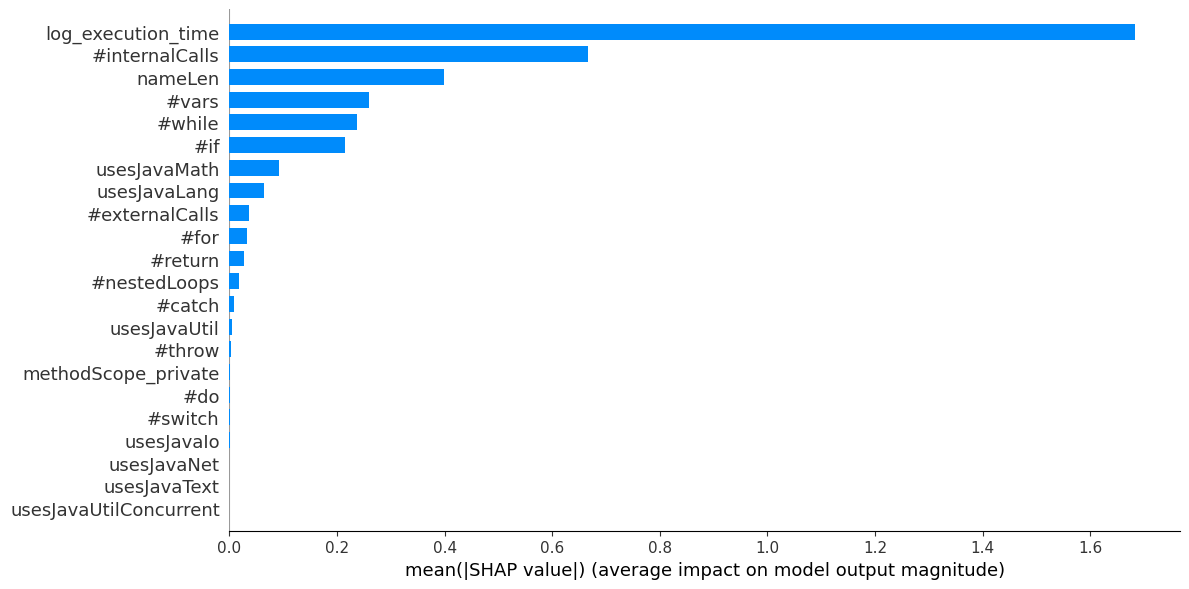 log_execution_time
#internalCalls
nameLen
#vars
#while
#if
usesJavaMath
usesJavaLang
#externalCalls
#for
#return
#nestedLoops
#catch
usesJavaUtil
#throw
methodScope_private
#do
#switch
usesJavaIo
usesJavaNet
usesJavaText
usesJavaUtilConcurrent
0.0 0.2 0.4 0.6 0.8 1.0 1.2 1.4 1.6
mean(|SHAP value|) (average impact on model output magnitude)